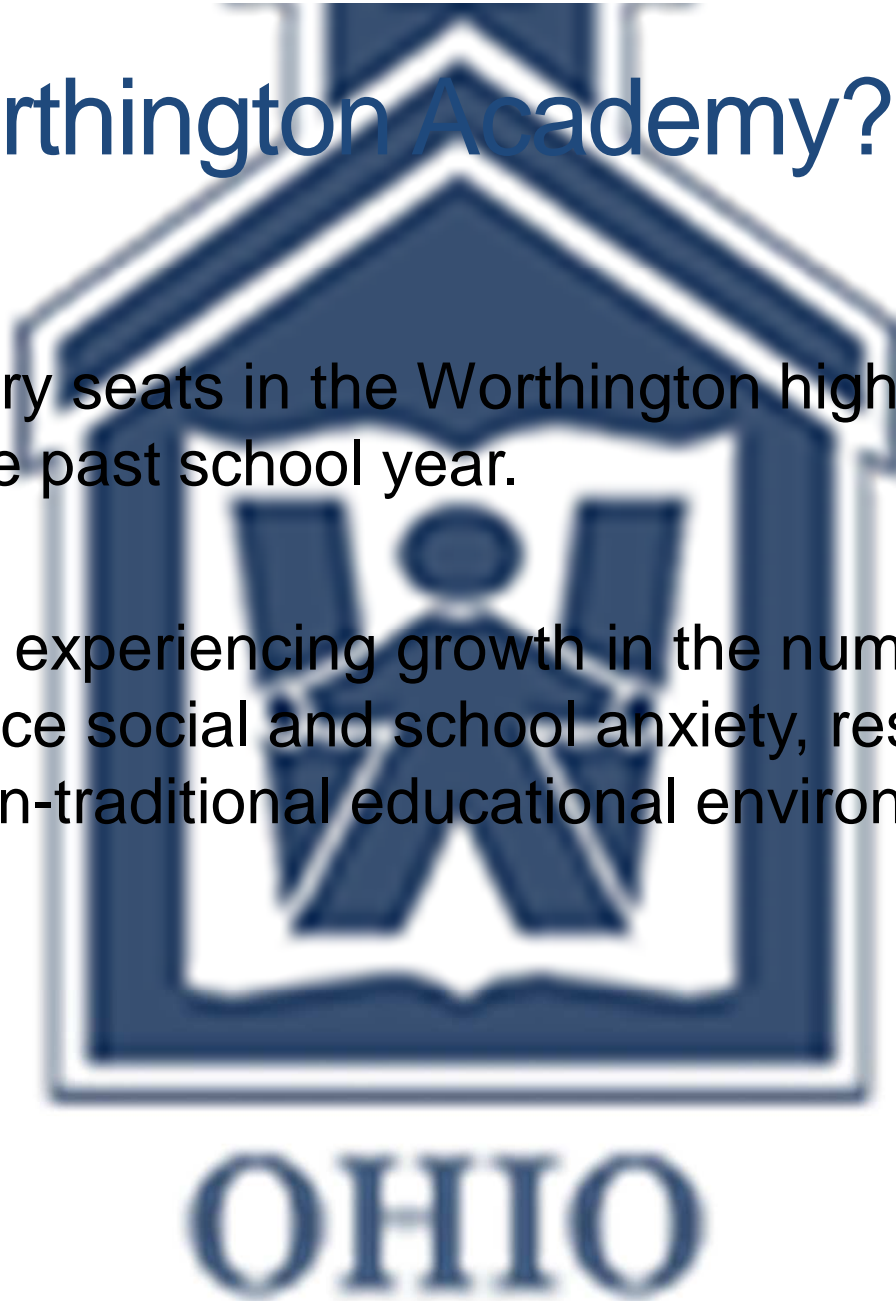 rthington Academy?
ry seats in the Worthington high
e past school year.
experiencing growth in the num
ce social and school anxiety, res
n-traditional educational environ
OHIO